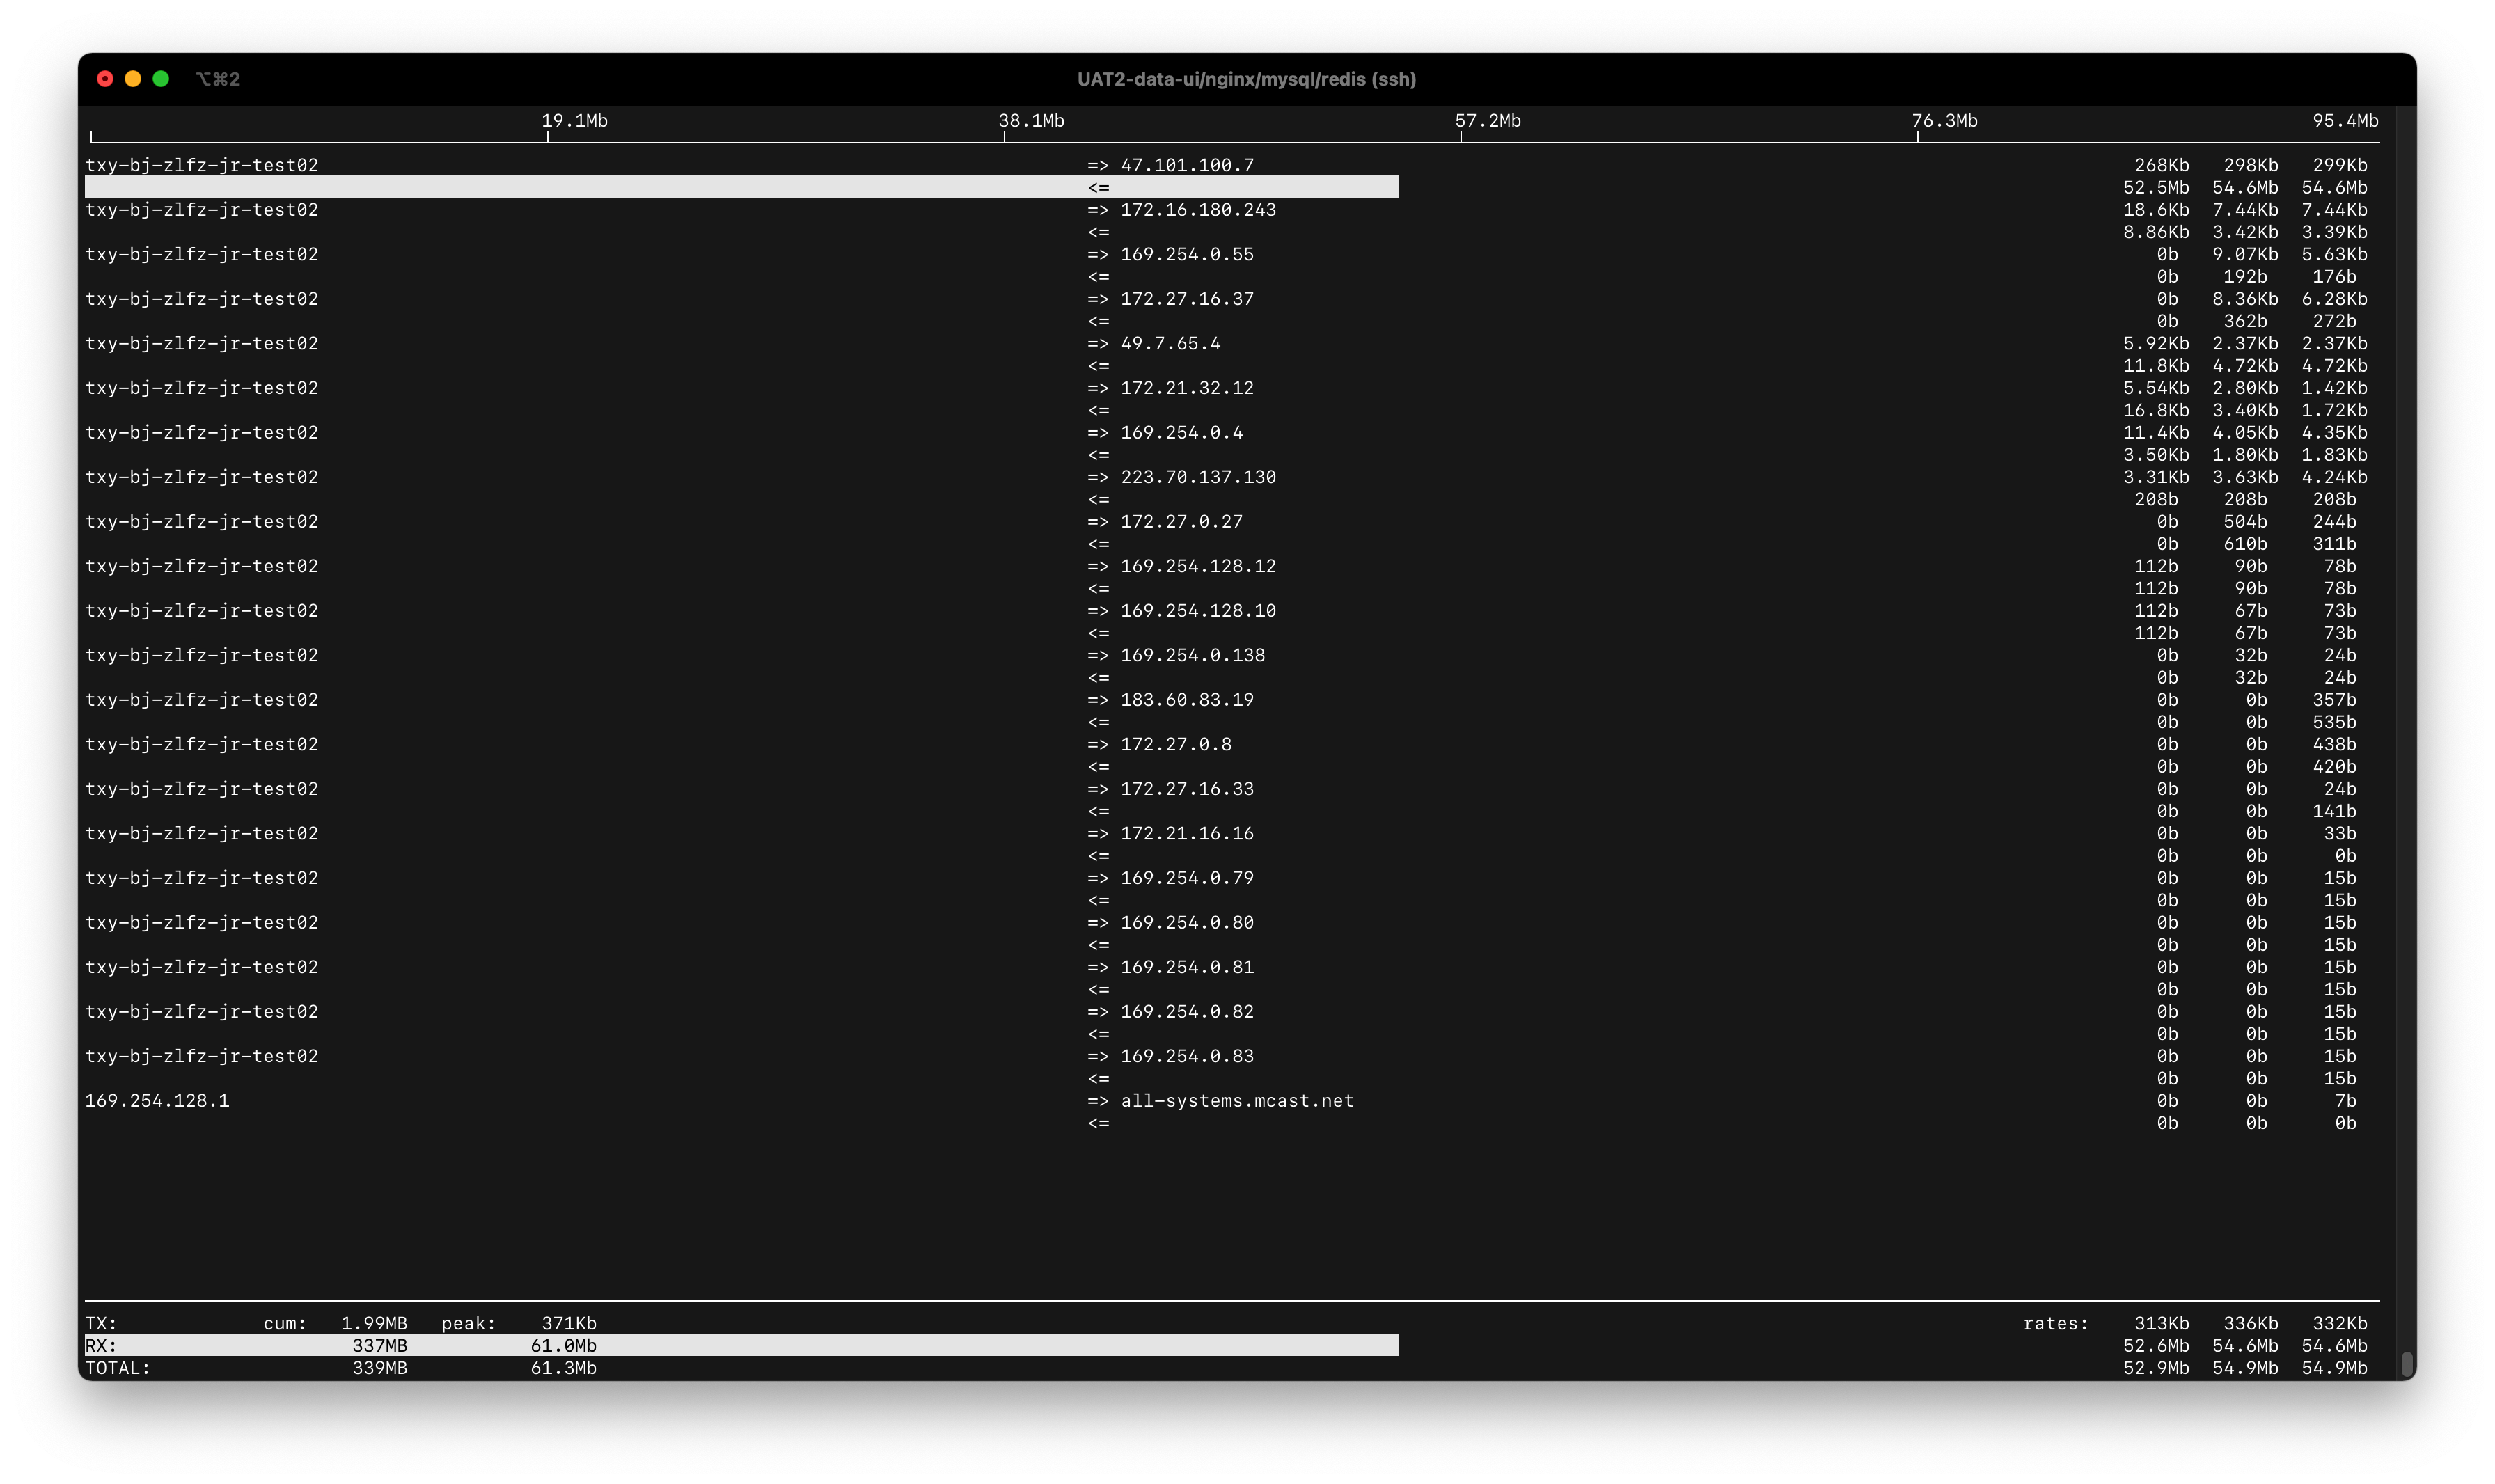 ⌥⌘2 UAT2-data-ui/nginx/mysql/redis (ssh)
19.1Mb 38.1Mb 57.2Mb 76.3Mb 95.4Mb
txy-bj-zlfz-jr-test02 => 47.101.100.7 268Kb 298Kb 299Kb
<= 52.5Mb 54.6Mb 54.6Mb
txy-bj-zlfz-jr-test02 => 172.16.180.243 18.6Kb 7.44Kb 7.44Kb
<= 8.86Kb 3.42Kb 3.39Kb
txy-bj-zlfz-jr-test02 => 169.254.0.55 0b 9.07Kb 5.63Kb
<= 0b 192b 176b
txy-bj-zlfz-jr-test02 => 172.27.16.37 0b 8.36Kb 6.28Kb
<= 0b 362b 272b
txy-bj-zlfz-jr-test02 => 49.7.65.4 5.92Kb 2.37Kb 2.37Kb
<= 11.8Kb 4.72Kb 4.72Kb
txy-bj-zlfz-jr-test02 => 172.21.32.12 5.54Kb 2.80Kb 1.42Kb
<= 16.8Kb 3.40Kb 1.72Kb
txy-bj-zlfz-jr-test02 => 169.254.0.4 11.4Kb 4.05Kb 4.35Kb
<= 3.50Kb 1.80Kb 1.83Kb
txy-bj-zlfz-jr-test02 => 223.70.137.130 3.31Kb 3.63Kb 4.24Kb
<= 208b 208b 208b
txy-bj-zlfz-jr-test02 => 172.27.0.27 0b 504b 244b
<= 0b 610b 311b
txy-bj-zlfz-jr-test02 => 169.254.128.12 112b 90b 78b
<= 112b 90b 78b
txy-bj-zlfz-jr-test02 => 169.254.128.10 112b 67b 73b
<= 112b 67b 73b
txy-bj-zlfz-jr-test02 => 169.254.0.138 0b 32b 24b
<= 0b 32b 24b
txy-bj-zlfz-jr-test02 => 183.60.83.19 0b 0b 357b
<= 0b 0b 535b
txy-bj-zlfz-jr-test02 => 172.27.0.8 0b 0b 438b
<= 0b 0b 420b
txy-bj-zlfz-jr-test02 => 172.27.16.33 0b 0b 24b
<= 0b 0b 141b
txy-bj-zlfz-jr-test02 => 172.21.16.16 0b 0b 33b
<= 0b 0b 0b
txy-bj-zlfz-jr-test02 => 169.254.0.79 0b 0b 15b
<= 0b 0b 15b
txy-bj-zlfz-jr-test02 => 169.254.0.80 0b 0b 15b
<= 0b 0b 15b
txy-bj-zlfz-jr-test02 => 169.254.0.81 0b 0b 15b
<= 0b 0b 15b
txy-bj-zlfz-jr-test02 => 169.254.0.82 0b 0b 15b
<= 0b 0b 15b
txy-bj-zlfz-jr-test02 => 169.254.0.83 0b 0b 15b
<= 0b 0b 15b
169.254.128.1 => all-systems.mcast.net 0b 0b 7b
<= 0b 0b 0b
TX: cum: 1.99MB peak: 371Kb rates: 313Kb 336Kb 332Kb
RX: 337MB 61.0Mb 52.6Mb 54.6Mb 54.6Mb
TOTAL: 339MB 61.3Mb 52.9Mb 54.9Mb 54.9Mb